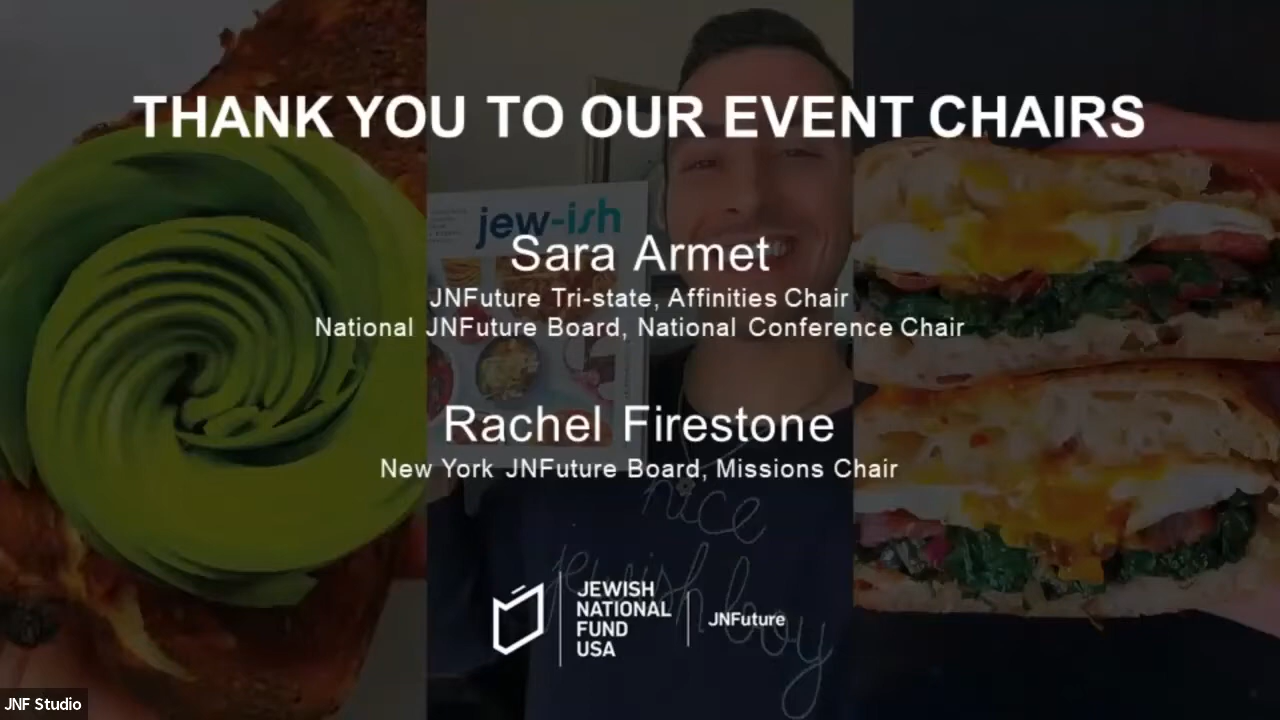 THANK YOU TO OUR EVENT CHAIRS
jew-ish
Sara Armet
JNFuture Tri-state, Affinities Chair
National JNFuture Board, National Conference Chair
Rachel Firestone
New York JNFuture Board, Missions Chair
nice
jewish boy
JEWISH
NATIONAL
FUND
USA
JNFuture
JNF Studio